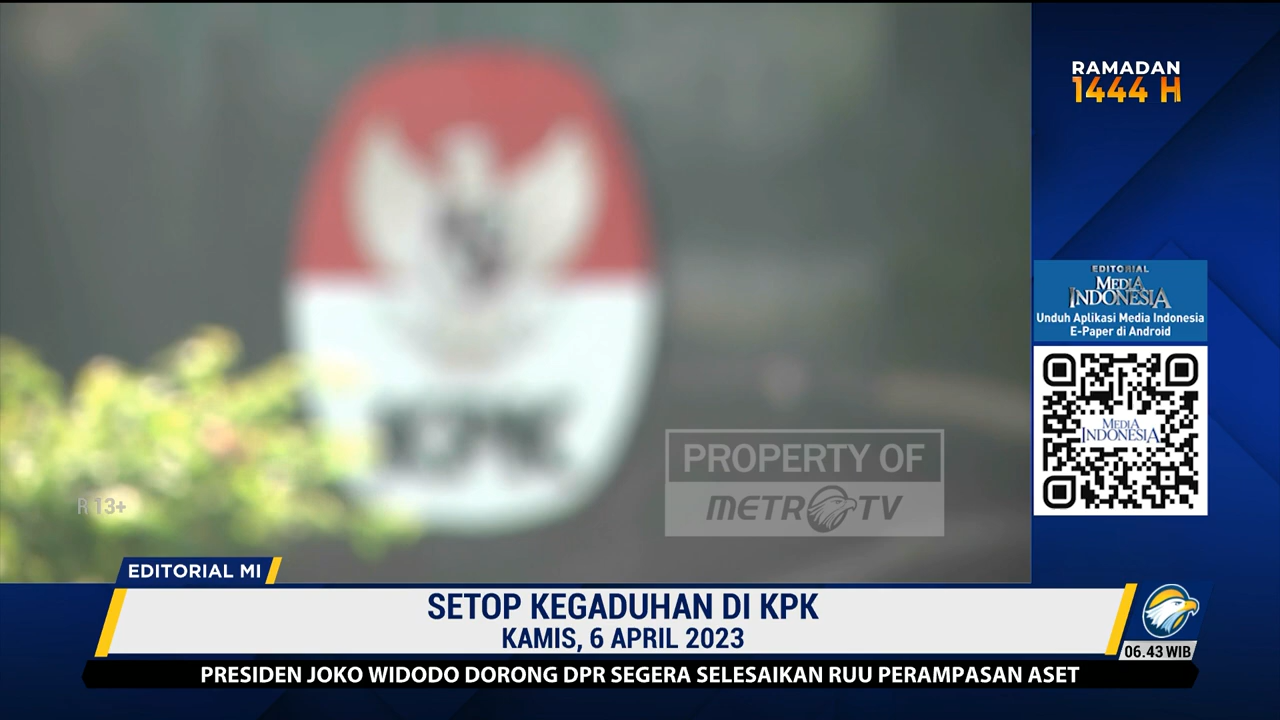 RAMADAN
1444 H
EDITORIAL
MEDIA
INDONESIA
Unduh Aplikasi Media Indonesia
E-Paper di Android
MEDIA
INDONESIA
KPK
PROPERTY OF
METRO TV
R 13+
EDITORIAL MI
SETOP KEGADUHAN DI KPK
KAMIS, 6 APRIL 2023
06.43 WIB
PRESIDEN JOKO WIDODO DORONG DPR SEGERA SELESAIKAN RUU PERAMPASAN ASET